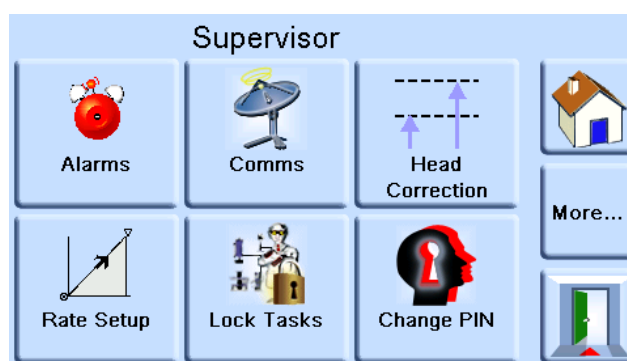 Supervisor
Alarms
Comms
Head
Correction
More...
Rate Setup
Lock Tasks
Change PIN